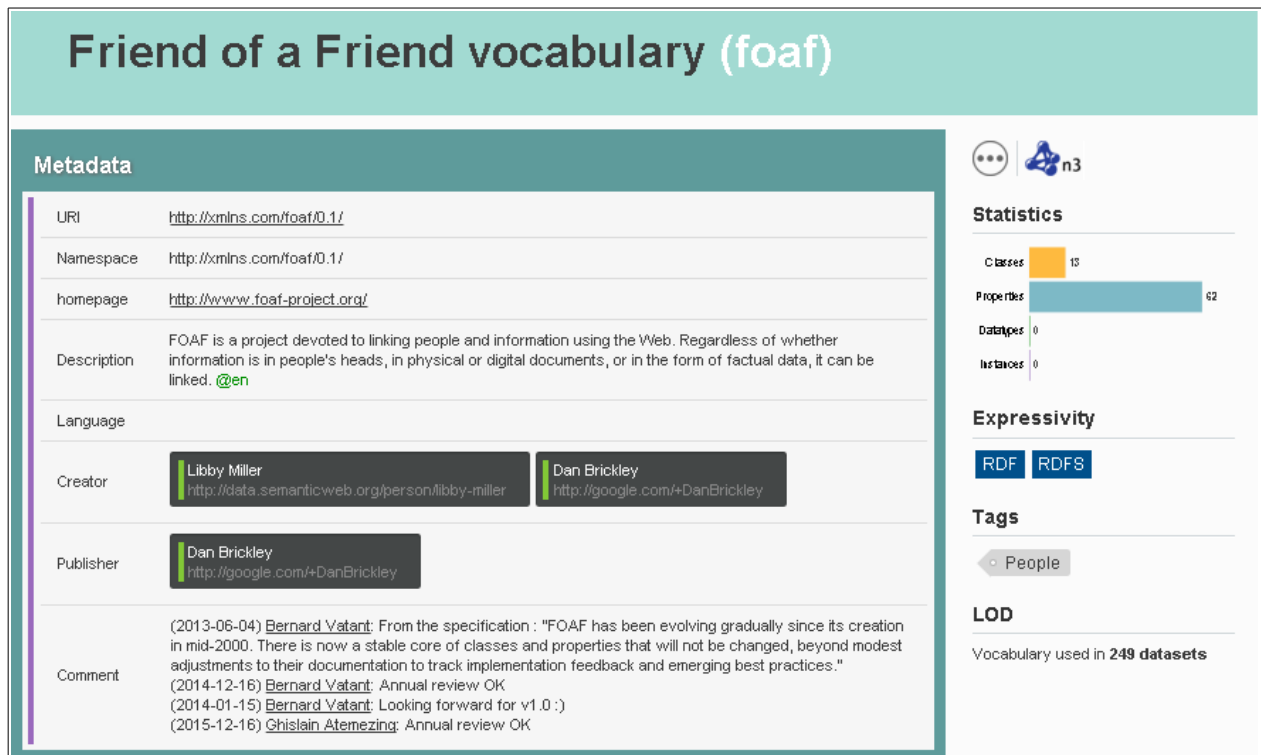 Friend of a Friend vocabulary (foaf)
Metadata
URI http://xmlns.com/foaf/0.1/
Namespace http://xmlns.com/foaf/0.1/
homepage http://www.foaf-project.org/
Description FOAF is a project devoted to linking people and information using the Web. Regardless of whether
information is in people's heads, in physical or digital documents, or in the form of factual data, it can be
linked. @en
Language
Creator Libby Miller Dan Brickley
http://data.semanticweb.org/person/libby-miller http://google.com/+DanBrickley
Publisher Dan Brickley
http://google.com/+DanBrickley
Comment (2013-06-04) Bernard Vatant: From the specification : "FOAF has been evolving gradually since its creation
in mid-2000. There is now a stable core of classes and properties that will not be changed, beyond modest
adjustments to their documentation to track implementation feedback and emerging best practices."
(2014-12-16) Bernard Vatant: Annual review OK
(2014-01-15) Bernard Vatant: Looking forward for v1.0 :)
(2015-12-16) Ghislain Atemezing: Annual review OK
n3
Statistics
Classes 13
Properties 62
Datatypes 0
Instances 0
Expressivity
RDF RDFS
Tags
People
LOD
Vocabulary used in 249 datasets